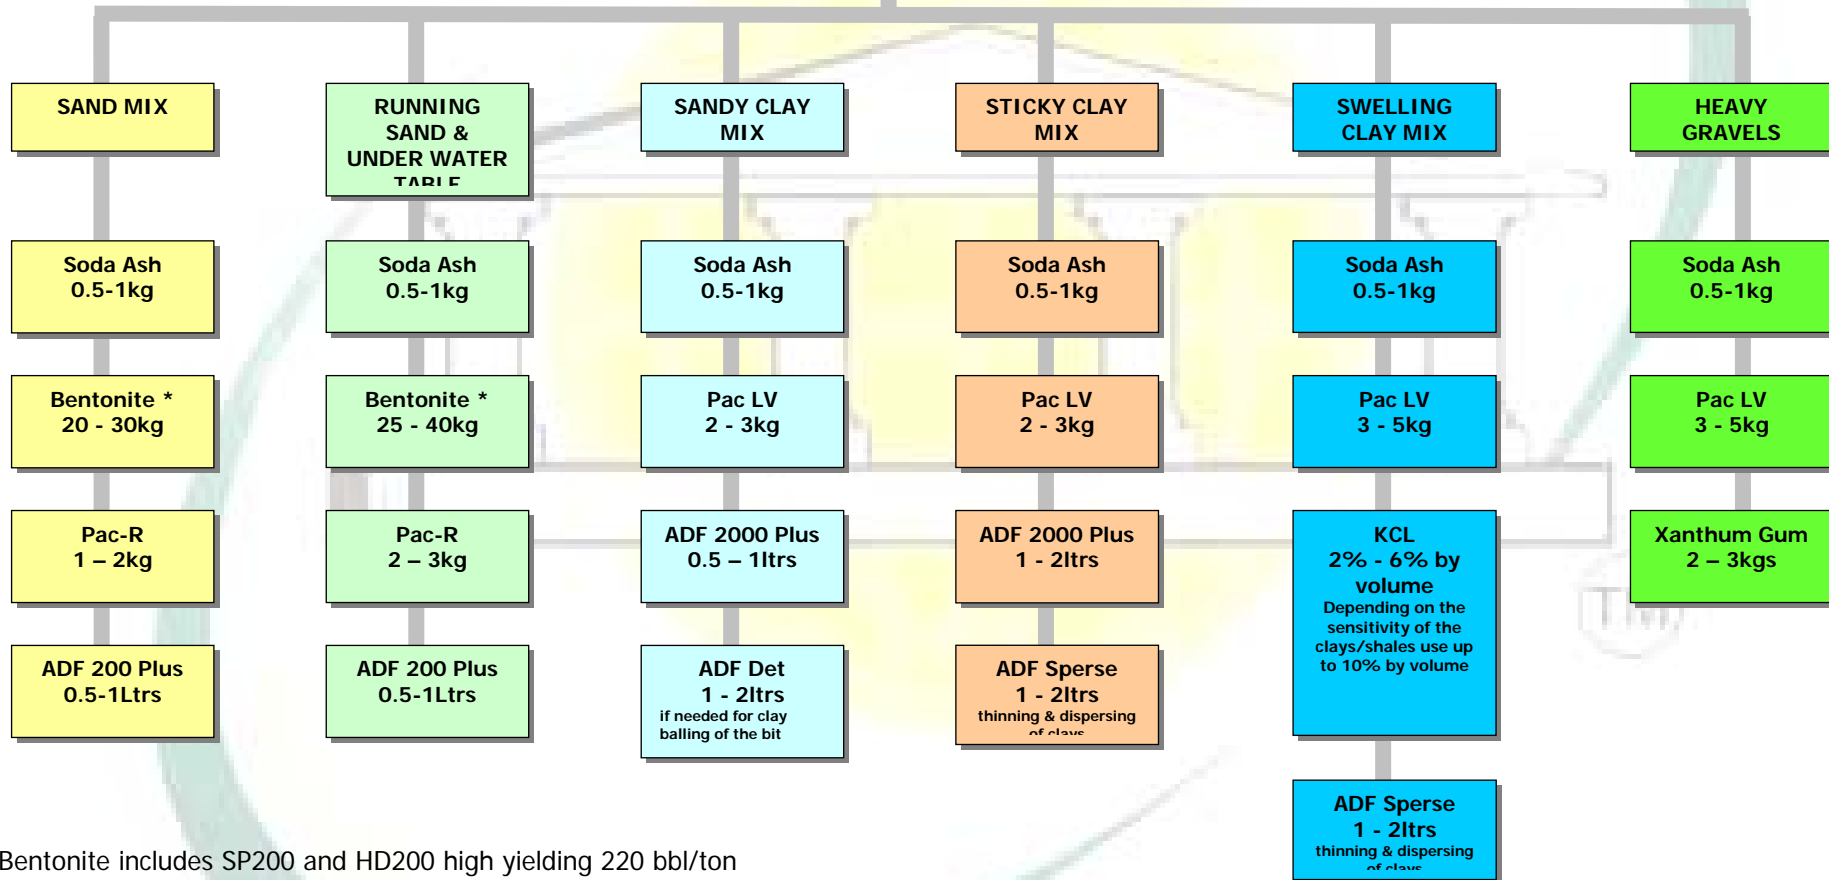 SAND MIX
RUNNING
SAND &
UNDER WATER
TABLE
SANDY CLAY
MIX
STICKY CLAY
MIX
SWELLING
CLAY MIX
HEAVY
GRAVELS
Soda Ash
0.5-1kg
Soda Ash
0.5-1kg
Soda Ash
0.5-1kg
Soda Ash
0.5-1kg
Soda Ash
0.5-1kg
Soda Ash
0.5-1kg
Bentonite *
20 - 30kg
Bentonite *
25 - 40kg
Pac LV
2 - 3kg
Pac LV
2 - 3kg
Pac LV
3 - 5kg
Pac LV
3 - 5kg
Pac-R
1 – 2kg
Pac-R
2 – 3kg
ADF 2000 Plus
0.5 – 1ltrs
ADF 2000 Plus
1 - 2ltrs
KCL
2% - 6% by
volume
Depending on the
sensitivity of the
clays/shales use up
to 10% by volume
Xanthum Gum
2 – 3kgs
TM
ADF 200 Plus
0.5-1Ltrs
ADF 200 Plus
0.5-1Ltrs
ADF Det
1 - 2ltrs
if needed for clay
balling of the bit
ADF Sperse
1 - 2ltrs
thinning & dispersing
of clays
ADF Sperse
1 - 2ltrs
thinning & dispersing
of clays
Bentonite includes SP200 and HD200 high yielding 220 bbl/ton